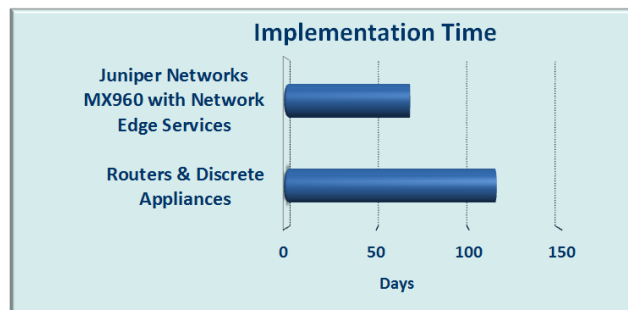 Implementation Time
Juniper Networks
MX960 with Network
Edge Services
Routers & Discrete
Appliances
0 50 100 150
Days